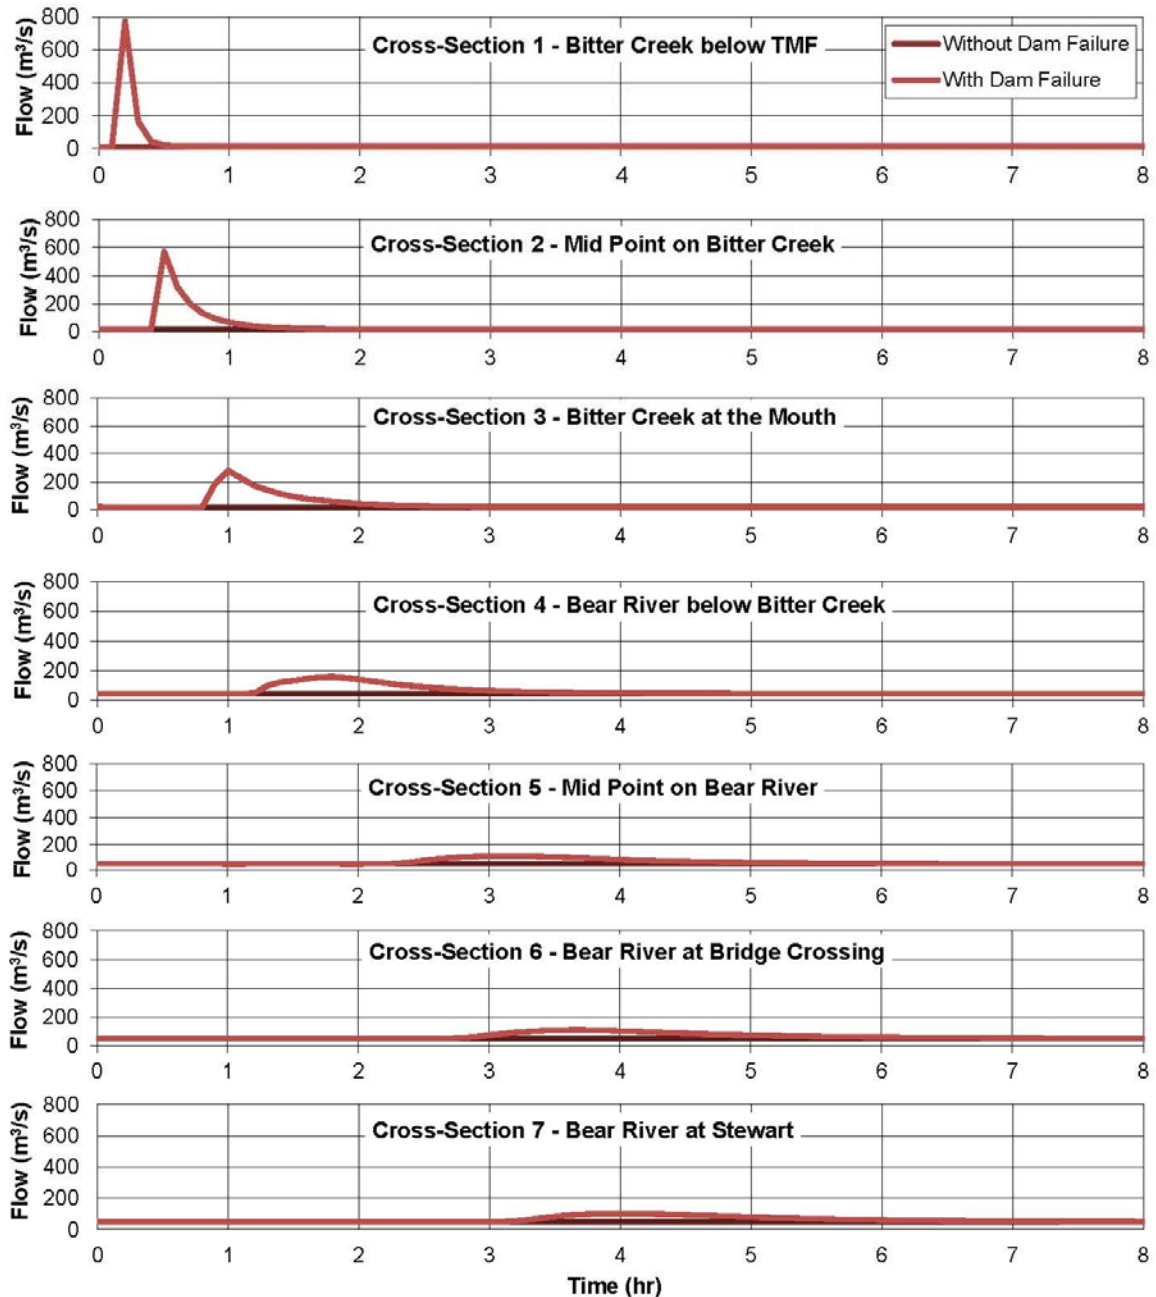 Cross-Section 1 - Bitter Creek below TMF
Without Dam Failure
With Dam Failure
Flow (m³/s)
800
600
400
200
0
0 1 2 3 4 5 6 7 8
Cross-Section 2 - Mid Point on Bitter Creek
Flow (m³/s)
800
600
400
200
0
0 1 2 3 4 5 6 7 8
Cross-Section 3 - Bitter Creek at the Mouth
Flow (m³/s)
800
600
400
200
0
0 1 2 3 4 5 6 7 8
Cross-Section 4 - Bear River below Bitter Creek
Flow (m³/s)
800
600
400
200
0
0 1 2 3 4 5 6 7 8
Cross-Section 5 - Mid Point on Bear River
Flow (m³/s)
800
600
400
200
0
0 1 2 3 4 5 6 7 8
Cross-Section 6 - Bear River at Bridge Crossing
Flow (m³/s)
800
600
400
200
0
0 1 2 3 4 5 6 7 8
Cross-Section 7 - Bear River at Stewart
Flow (m³/s)
800
600
400
200
0
0 1 2 3 4 5 6 7 8
Time (hr)